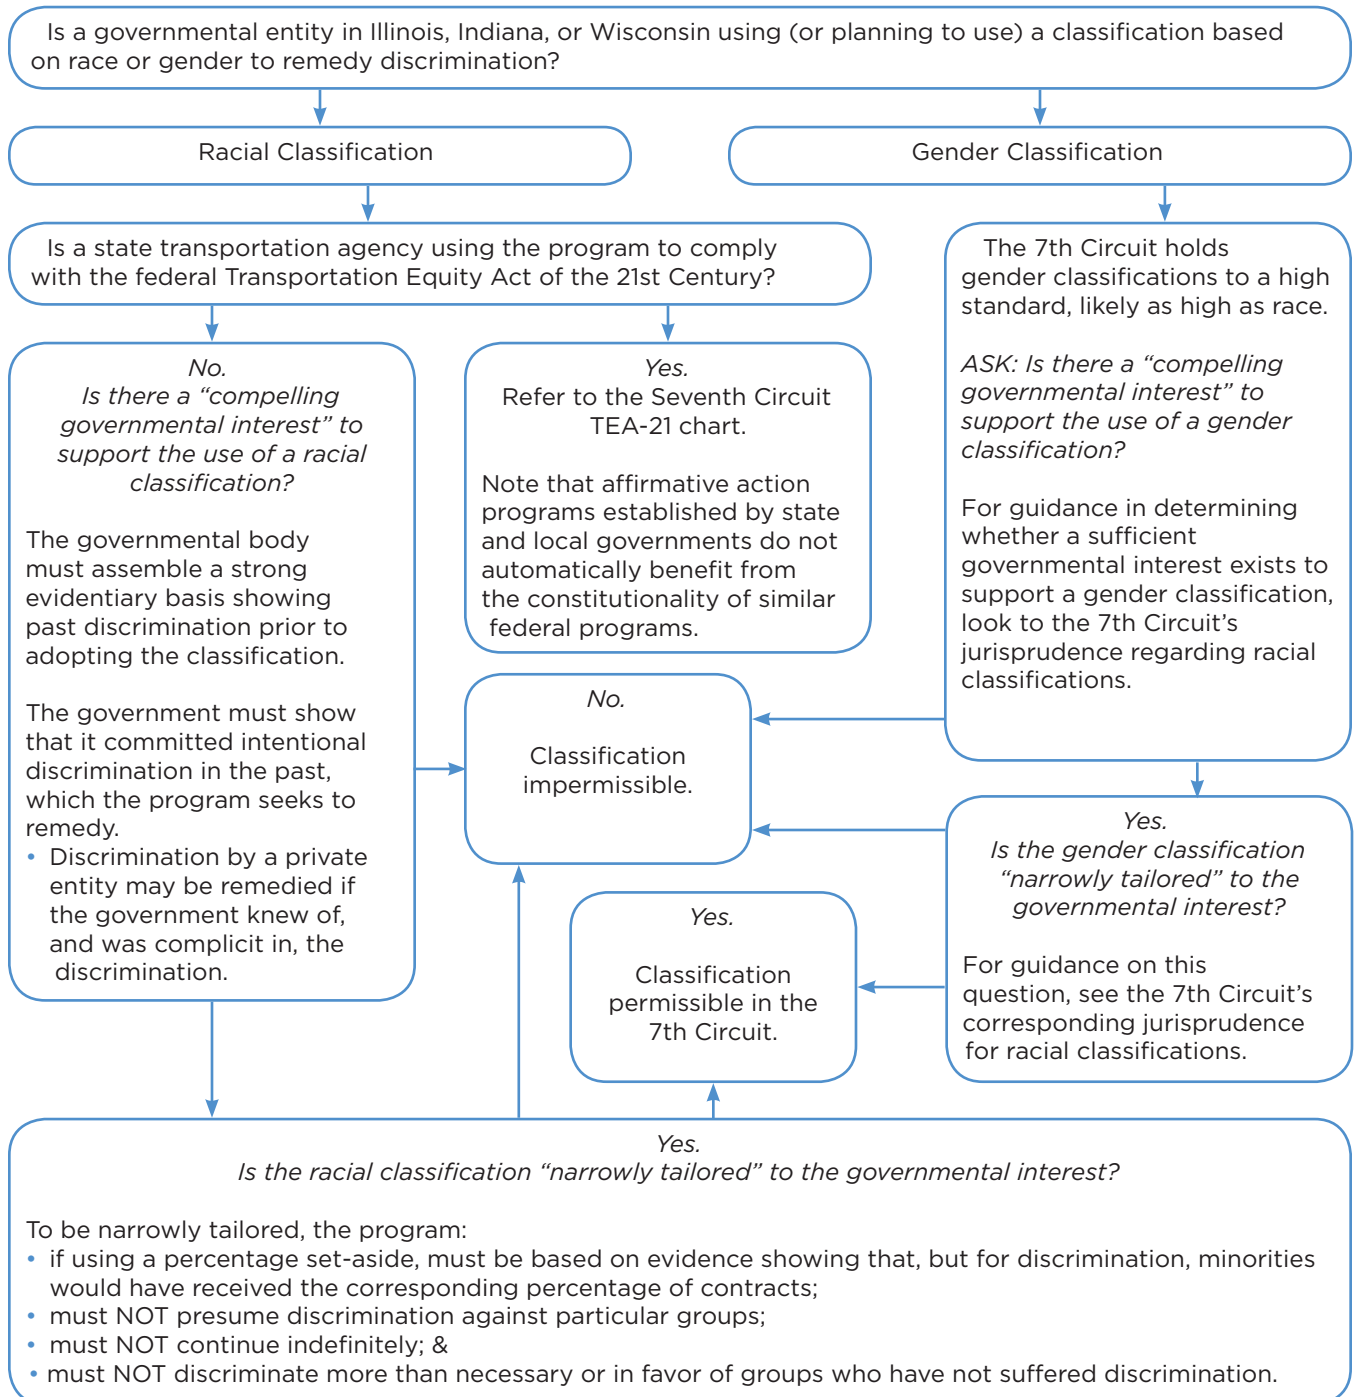 Is a governmental entity in Illinois, Indiana, or Wisconsin using (or planning to use) a classification based
on race or gender to remedy discrimination?
Racial Classification
Gender Classification
Is a state transportation agency using the program to comply
with the federal Transportation Equity Act of the 21st Century?
The 7th Circuit holds
gender classifications to a high
standard, likely as high as race.
ASK: Is there a “compelling
governmental interest” to
support the use of a gender
classification?
For guidance in determining
whether a sufficient
governmental interest exists to
support a gender classification,
look to the 7th Circuit’s
jurisprudence regarding racial
classifications.
No.
Is there a “compelling
governmental interest” to
support the use of a racial
classification?
The governmental body
must assemble a strong
evidentiary basis showing
past discrimination prior to
adopting the classification.
The government must show
that it committed intentional
discrimination in the past,
which the program seeks to
remedy.
• Discrimination by a private
entity may be remedied if
the government knew of,
and was complicit in, the
discrimination.
Yes.
Refer to the Seventh Circuit
TEA-21 chart.
Note that affirmative action
programs established by state
and local governments do not
automatically benefit from
the constitutionality of similar
federal programs.
No.
Classification
impermissible.
Yes.
Is the gender classification
“narrowly tailored” to the
governmental interest?
For guidance on this
question, see the 7th Circuit’s
corresponding jurisprudence
for racial classifications.
Yes.
Classification
permissible in the
7th Circuit.
Yes.
Is the racial classification “narrowly tailored” to the governmental interest?
To be narrowly tailored, the program:
• if using a percentage set-aside, must be based on evidence showing that, but for discrimination, minorities
would have received the corresponding percentage of contracts;
• must NOT presume discrimination against particular groups;
• must NOT continue indefinitely; &
• must NOT discriminate more than necessary or in favor of groups who have not suffered discrimination.